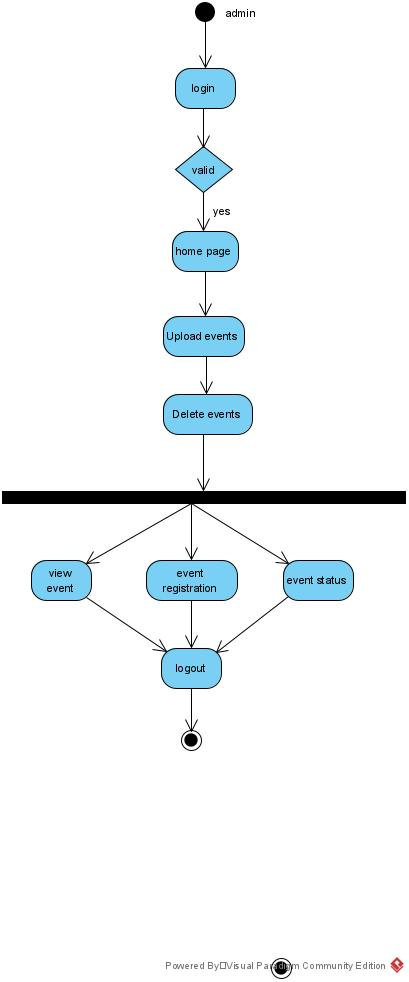 admin
login
valid
yes
home page
Upload events
Delete events
view
event
event
registration
event status
logout
Powered By Visual Paradigm Community Edition